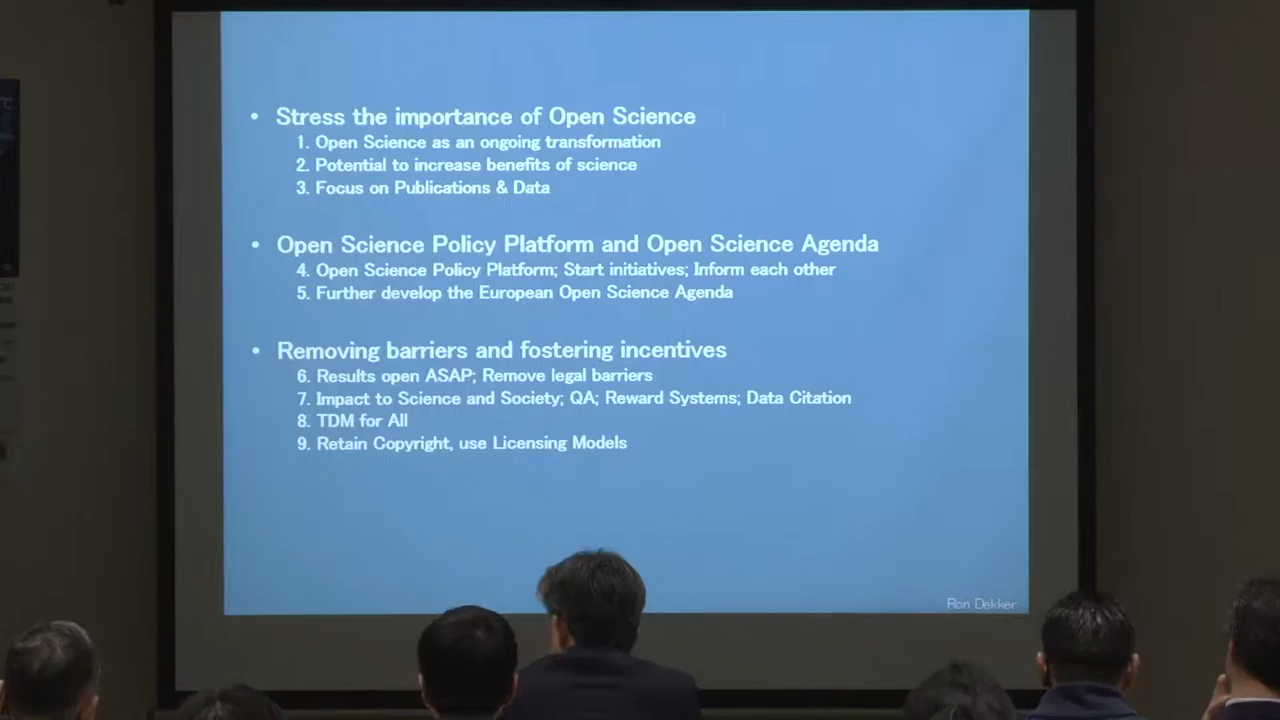 • Stress the importance of Open Science
1. Open Science as an ongoing transformation
2. Potential to increase benefits of science
3. Focus on Publications & Data
• Open Science Policy Platform and Open Science Agenda
4. Open Science Policy Platform; Start initiatives; Inform each other
5. Further develop the European Open Science Agenda
• Removing barriers and fostering incentives
6. Results open ASAP; Remove legal barriers
7. Impact to Science and Society; QA; Reward Systems; Data Citation
8. TDM for All
9. Retain Copyright, use Licensing Models
Ron Dekker